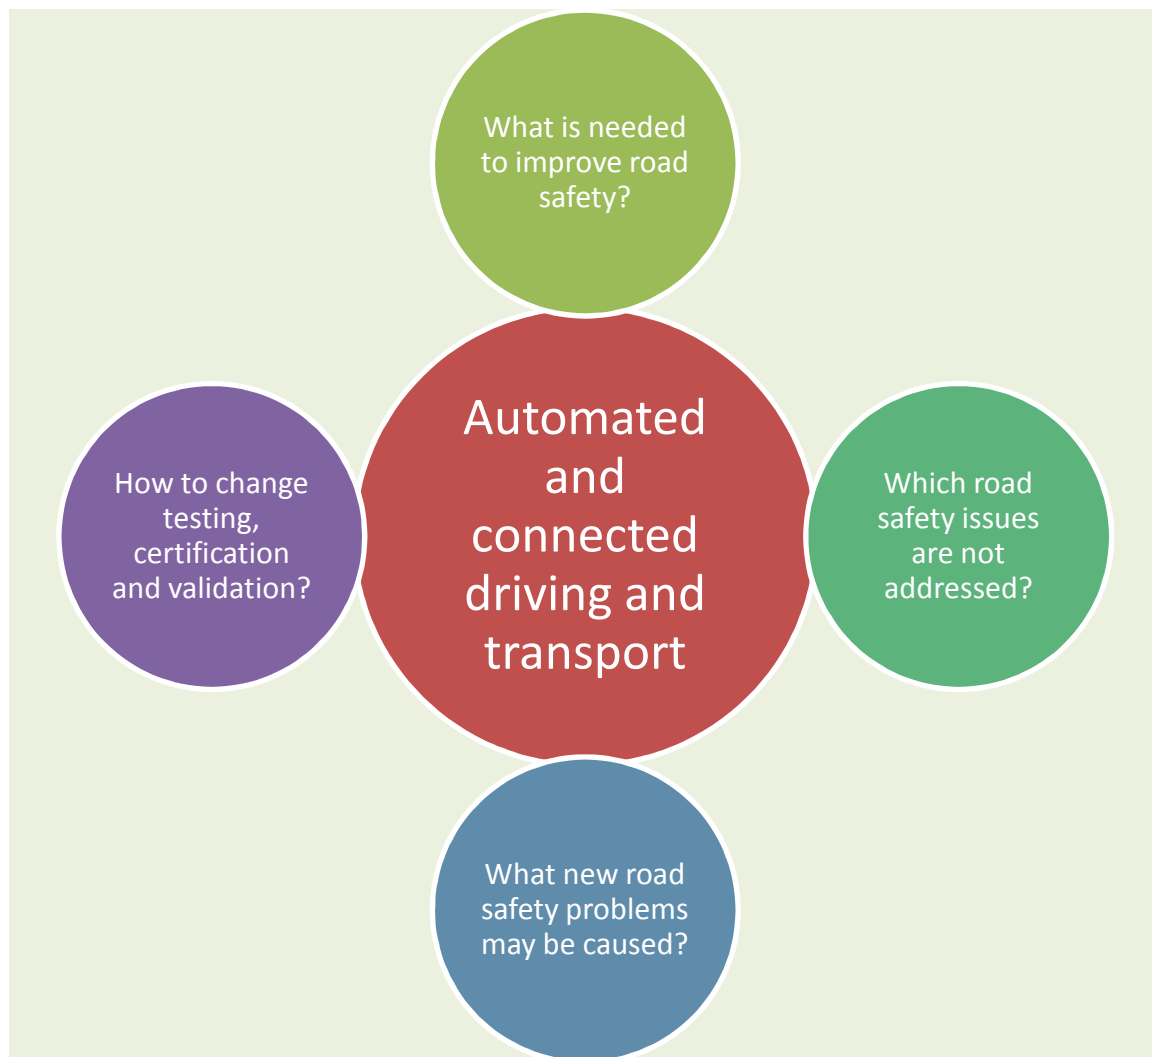 What is needed
to improve road
safety?
How to change
testing,
certification
and validation?
Automated
and
connected
driving and
transport
Which road
safety issues
are not
addressed?
What new road
safety problems
may be caused?